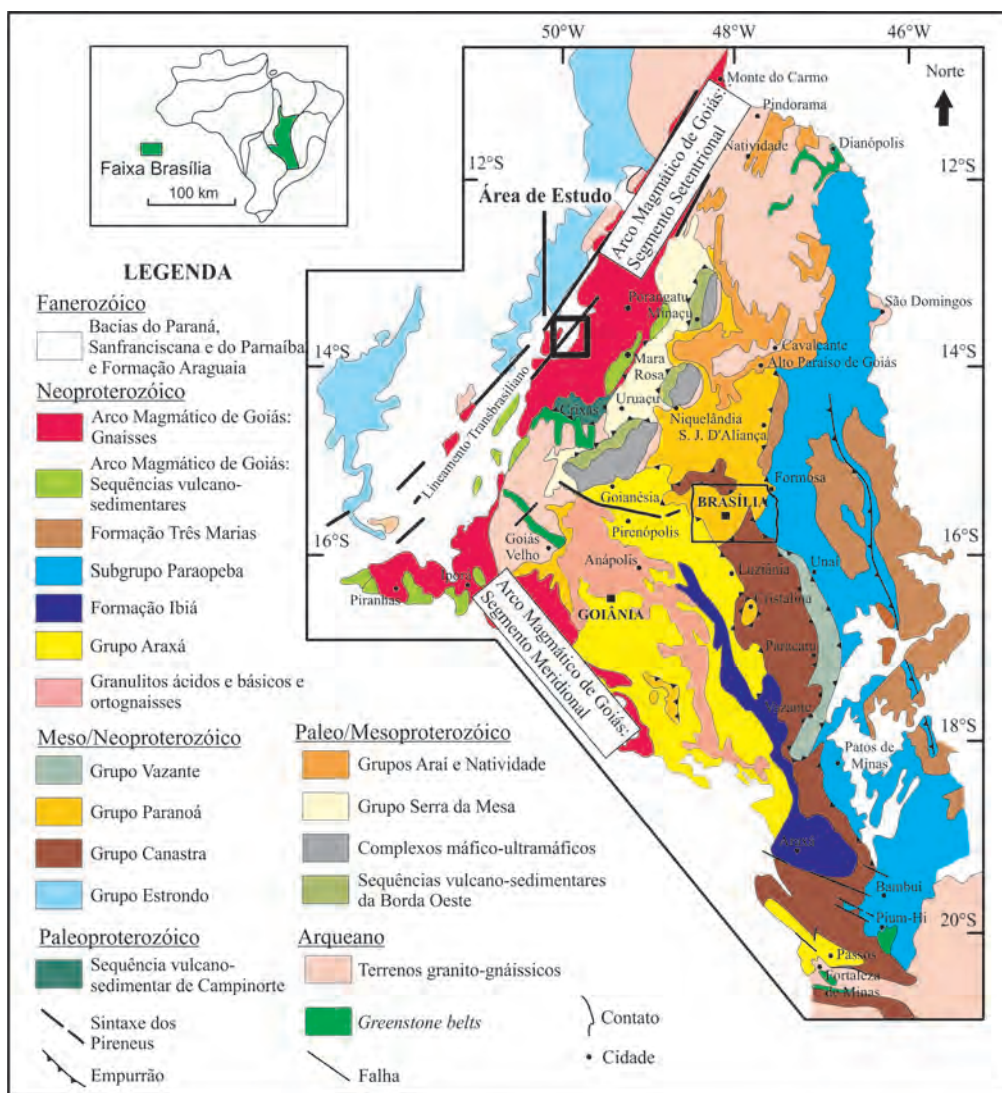 50°W
48°W
46°W
Norte
12°S
12°S
14°S
14°S
16°S
16°S
18°S
20°S
Faixa Brasília
100 km
Área de Estudo
Arco Magmático de Goiás:
Segmento Setentrional
Lineamento Transbrasiliano
Arco Magmático de Goiás:
Segmento Meridional
Monte do Carmo
Pindorama
Natividade
Dianópolis
São Domingos
Porangatu
Minaçu
Cavalcante
Alto Paraíso de Goiás
Mara
Rosa
Crixás
Uruaçu
Niquelândia
S. J. D'Aliança
Goianésia
BRASÍLIA
Formosa
Pirenópolis
Goiás
Velho
Anápolis
Luziânia
Unaí
Iporá
Piranhas
GOIÂNIA
Cristalina
Paracatu
Vazante
Patos de
Minas
Araxá
Bambuí
Pium-Hi
Passos
Fortaleza
de Minas
LEGENDA
Fanerozóico
Bacias do Paraná,
Sanfranciscana e do Parnaíba
e Formação Araguaia
Neoproterozóico
Arco Magmático de Goiás:
Gnaisses
Arco Magmático de Goiás:
Sequências vulcano-
sedimentares
Formação Três Marias
Subgrupo Paraopeba
Formação Ibiá
Grupo Araxá
Granulitos ácidos e básicos e
ortognaisses
Meso/Neoproterozóico
Grupo Vazante
Grupo Paranoá
Grupo Canastra
Grupo Estrondo
Paleoproterozóico
Sequência vulcano-
sedimentar de Campinorte
Sintaxe dos
Pireneus
Empurrão
Paleo/Mesoproterozóico
Grupos Araí e Natividade
Grupo Serra da Mesa
Complexos máfico-ultramáficos
Sequências vulcano-sedimentares
da Borda Oeste
Arqueano
Terrenos granito-gnáissicos
Greenstone belts
Falha
Contato
Cidade